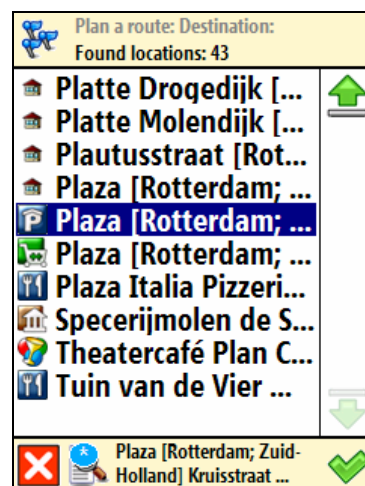 Plan a route: Destination:
Found locations: 43
Platte Drogedijk [...
Platte Molendijk [...
Plautusstraat [Rot...
Plaza [Rotterdam; ...
P Plaza [Rotterdam; ...
Plaza [Rotterdam; ...
Plaza Italia Pizzeri...
Specerijmolen de S...
Theatercafé Plan C...
Tuin van de Vier ...
Plaza [Rotterdam; Zuid-
Holland] Kruisstraat ...